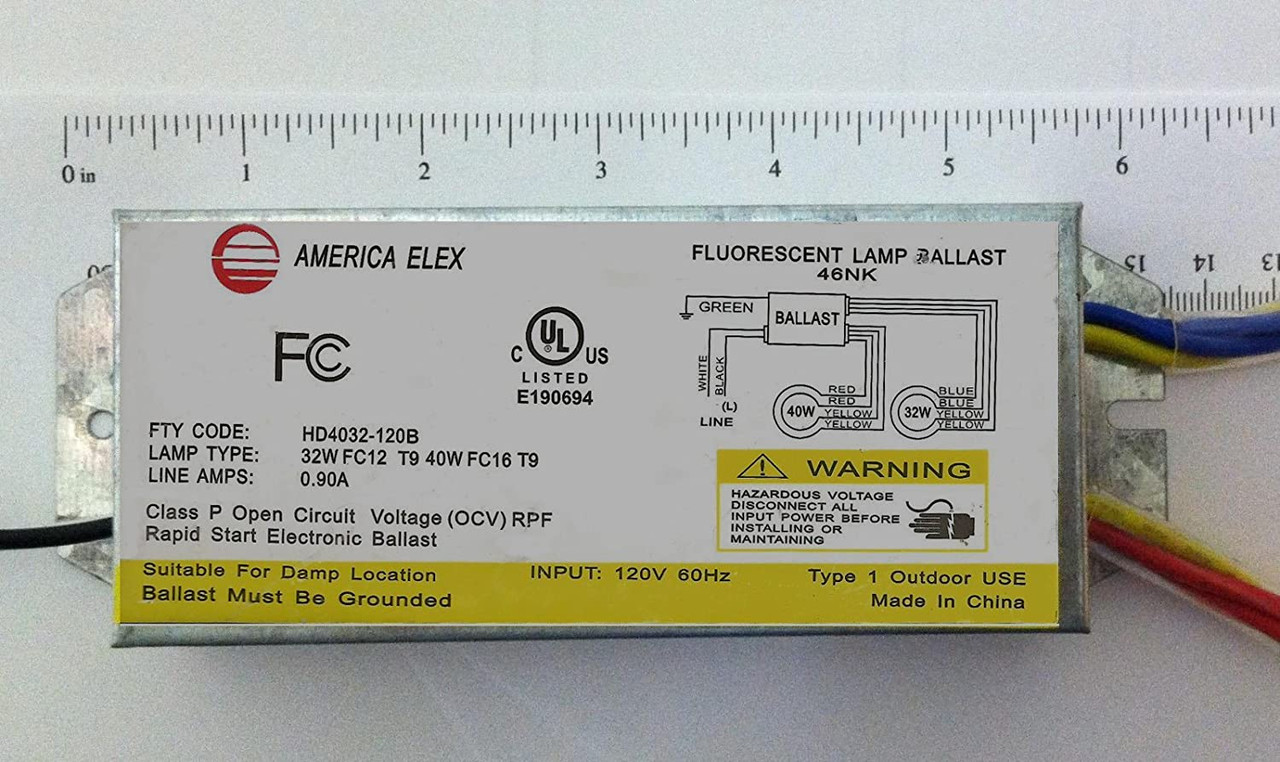 0 in 1 2 3 4 5 6
15 14 13
AMERICA ELEX
FC
C UL US
®
LISTED
E190694
FTY CODE: HD4032-120B
LAMP TYPE: 32W FC12 T9 40W FC16 T9
LINE AMPS: 0.90A
Class P Open Circuit Voltage (OCV) RPF
Rapid Start Electronic Ballast
FLUORESCENT LAMP BALLAST
46NK
GREEN
BALLAST
WHITE
BLACK
(L)
LINE
40W
RED
RED
YELLOW
YELLOW
32W
BLUE
BLUE
YELLOW
YELLOW
WARNING
HAZARDOUS VOLTAGE
DISCONNECT ALL
INPUT POWER BEFORE
INSTALLING OR
MAINTAINING
Suitable For Damp Location
Ballast Must Be Grounded
INPUT: 120V 60Hz
Type 1 Outdoor USE
Made In China